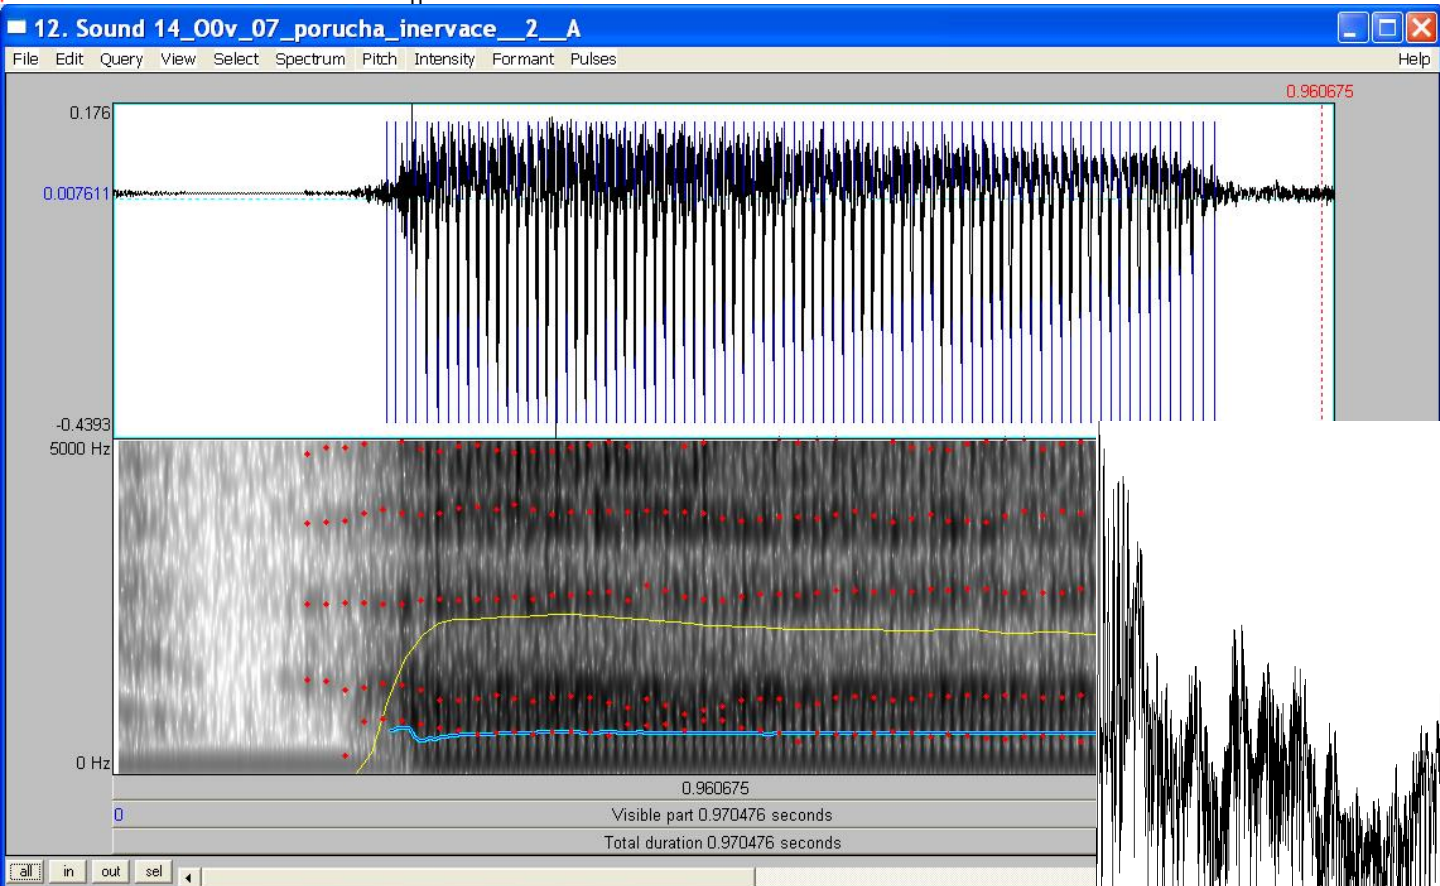 12. Sound 14_O0v_07_porucha_inervace__2__A
File Edit Query View Select Spectrum Pitch Intensity Formant Pulses Help
0.960675
0.176
0.007611
-0.4393
5000 Hz
0 Hz
0.960675
0 Visible part 0.970476 seconds
Total duration 0.970476 seconds
all in out sel